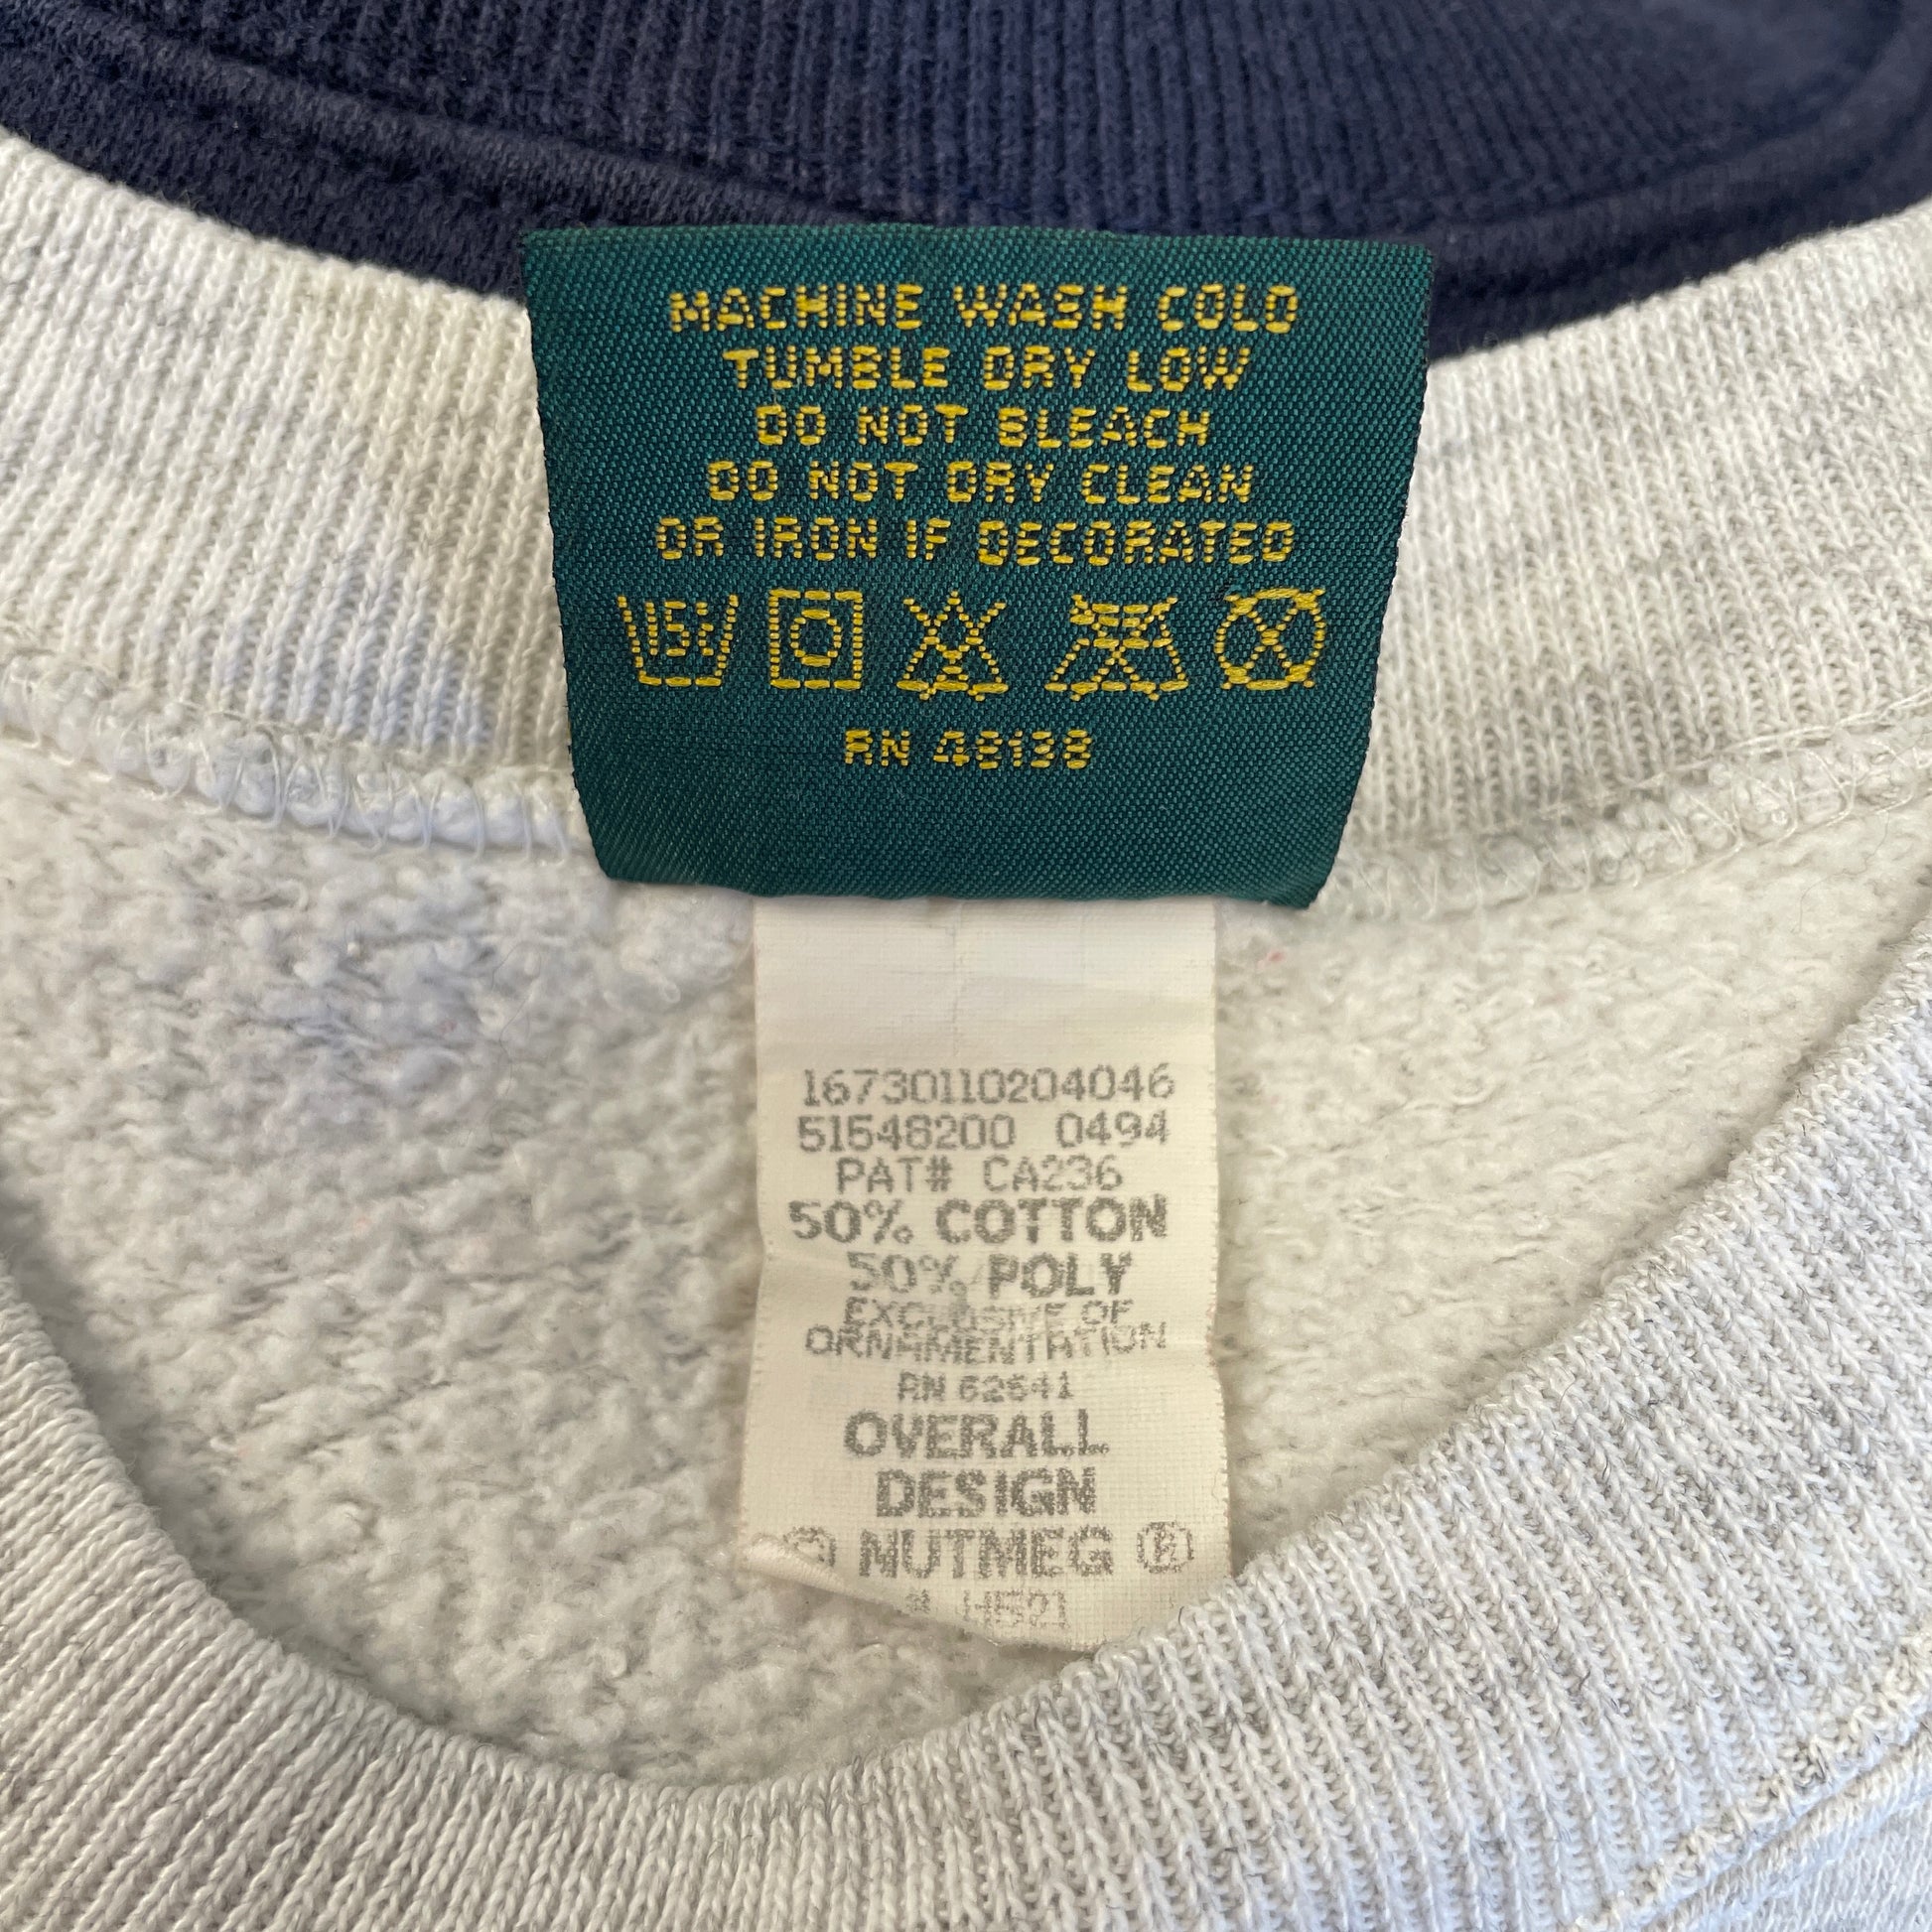 MACHINE WASH COLD
TUMBLE DRY LOW
DO NOT BLEACH
DO NOT DRY CLEAN
OR IRON IF DECORATED
RN 48138
16730110204046
51548200 0494
PAT# CA236
50% COTTON
50% POLY
EXCLUSIVE OF
ORNAMENTATION
RN 62641
OVERALL
DESIGN
NUTMEG ®
# H521